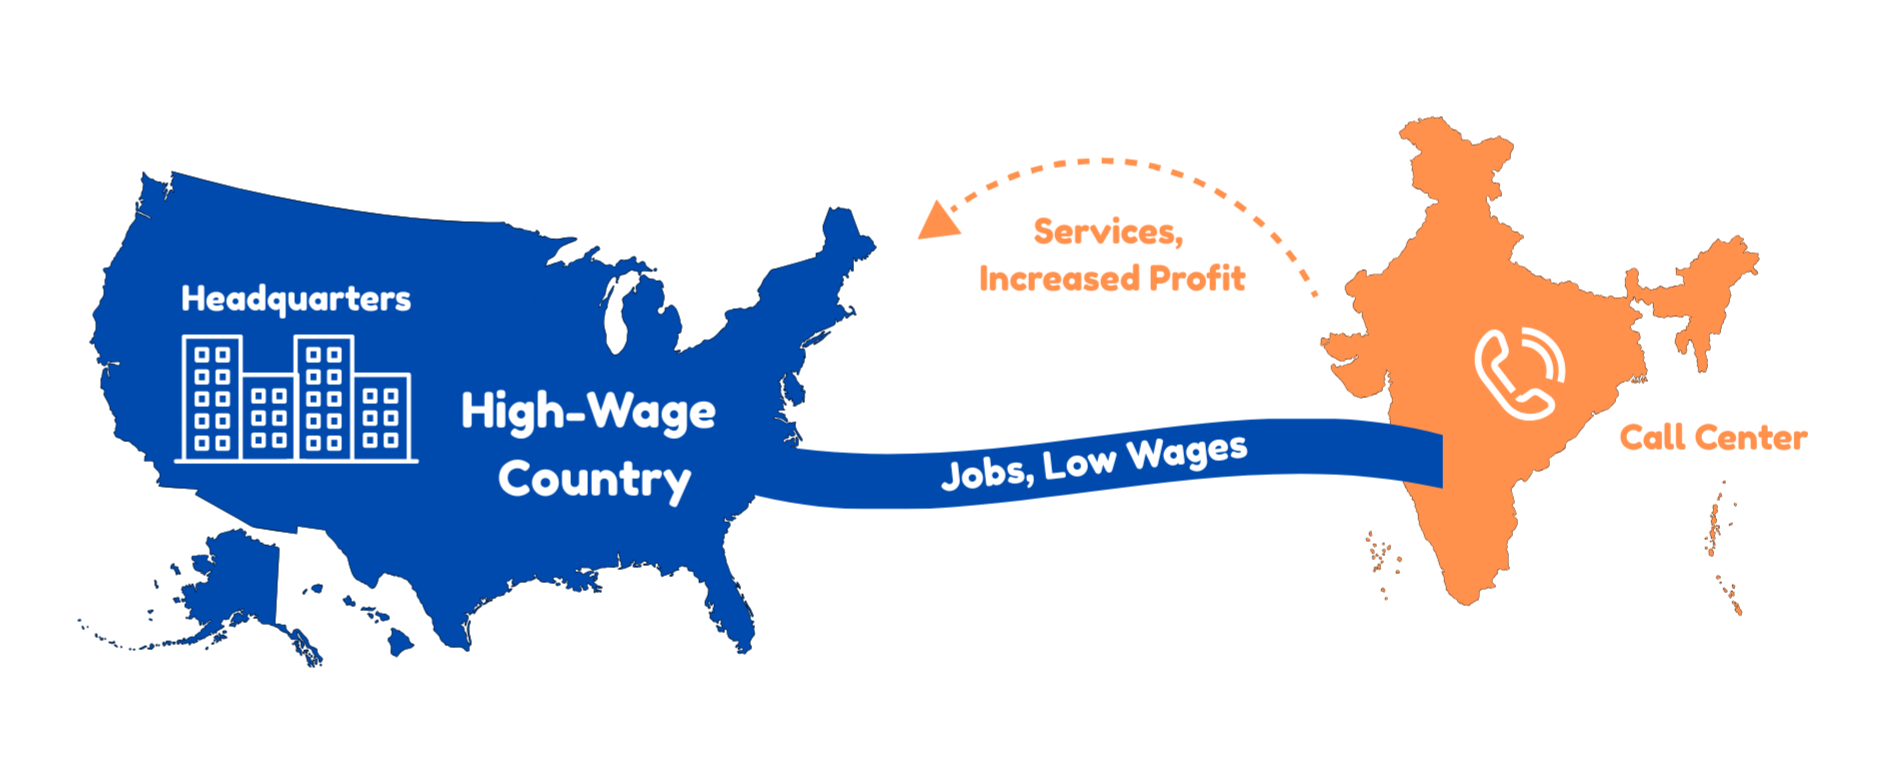 Headquarters
High-Wage
Country
Services,
Increased Profit
Jobs, Low Wages
Call Center